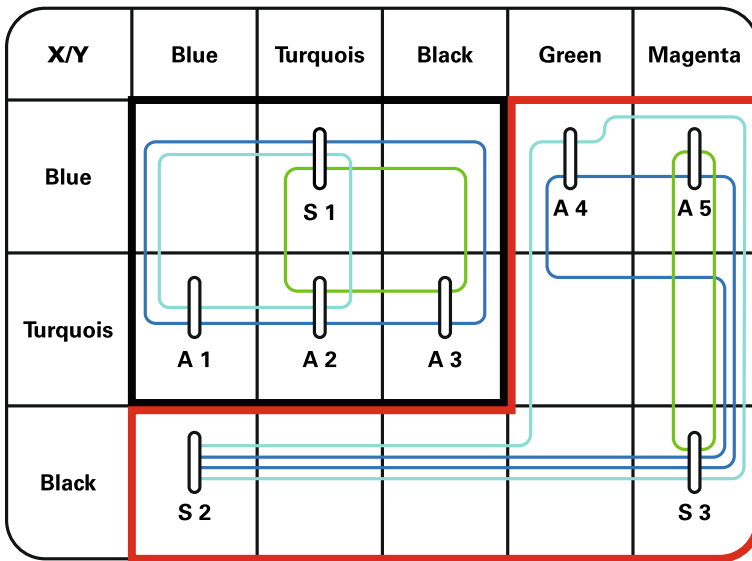 X/Y Blue Turquois Black Green Magenta
Blue S 1 A 4 A 5
Turquois A 1 A 2 A 3
Black S 2 S 3